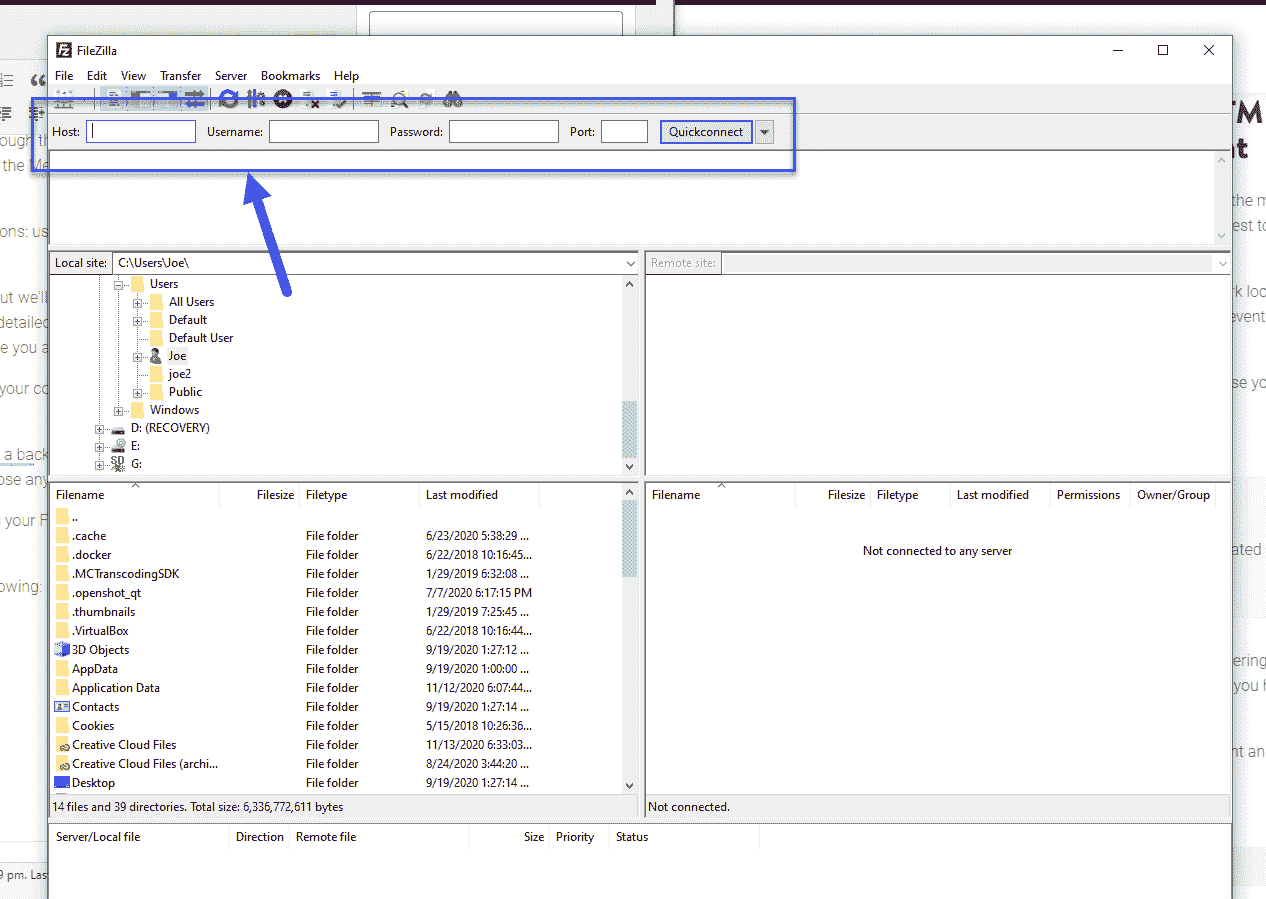 FileZilla
File Edit View Transfer Server Bookmarks Help
Host: Username: Password: Port: Quickconnect
Local site: C:\Users\Joe\ Remote site:
Users
All Users
Default
Default User
Joe
joe2
Public
Windows
D: (RECOVERY)
E:
G:
Filename Filesize Filetype Last modified Filename Filesize Filetype Last modified Permissions Owner/Group
..
.cache File folder 6/23/2020 5:38:29 ...
Not connected to any server
.docker File folder 6/22/2018 10:16:45...
.MCTranscodingSDK File folder 1/29/2019 6:32:08 ...
.openshot_qt File folder 7/7/2020 6:17:15 PM
.thumbnails File folder 1/29/2019 7:25:45 ...
.VirtualBox File folder 6/22/2018 10:16:44...
3D Objects File folder 9/19/2020 1:27:12 ...
AppData File folder 9/19/2020 1:00:00 ...
Application Data File folder 11/12/2020 6:07:44...
Contacts File folder 9/19/2020 1:27:14 ...
Cookies File folder 5/15/2018 10:26:36...
Creative Cloud Files File folder 11/13/2020 6:33:03...
Creative Cloud Files (archi... File folder 8/24/2020 3:44:20 ...
Desktop File folder 9/19/2020 1:27:14 ...
14 files and 39 directories. Total size: 6,336,772,611 bytes Not connected.
Server/Local file Direction Remote file Size Priority Status